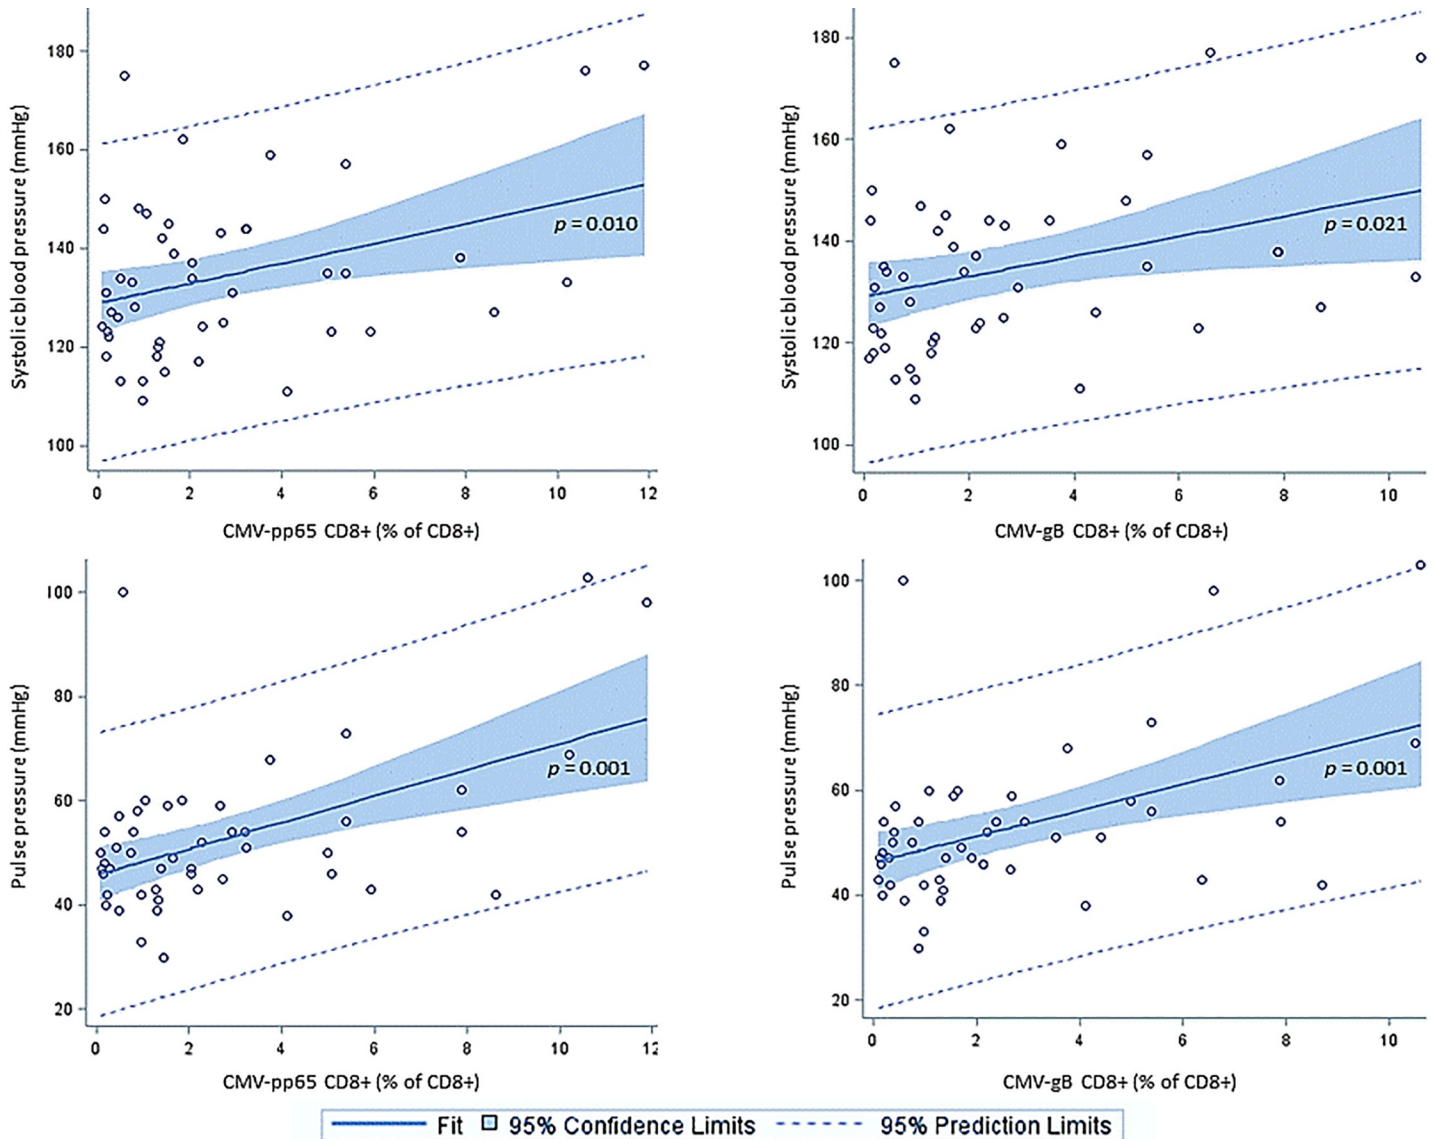 180
160
140
120
100
Systolic blood pressure (mmHg)
p = 0.010
0 2 4 6 8 10 12
CMV-pp65 CD8+ (% of CD8+)
180
160
140
120
100
Systolic blood pressure (mmHg)
p = 0.021
0 2 4 6 8 10
CMV-gB CD8+ (% of CD8+)
100
80
60
40
20
Pulse pressure (mmHg)
p = 0.001
0 2 4 6 8 10 12
CMV-pp65 CD8+ (% of CD8+)
100
80
60
40
20
Pulse pressure (mmHg)
p = 0.001
0 2 4 6 8 10
CMV-gB CD8+ (% of CD8+)
Fit 95% Confidence Limits 95% Prediction Limits